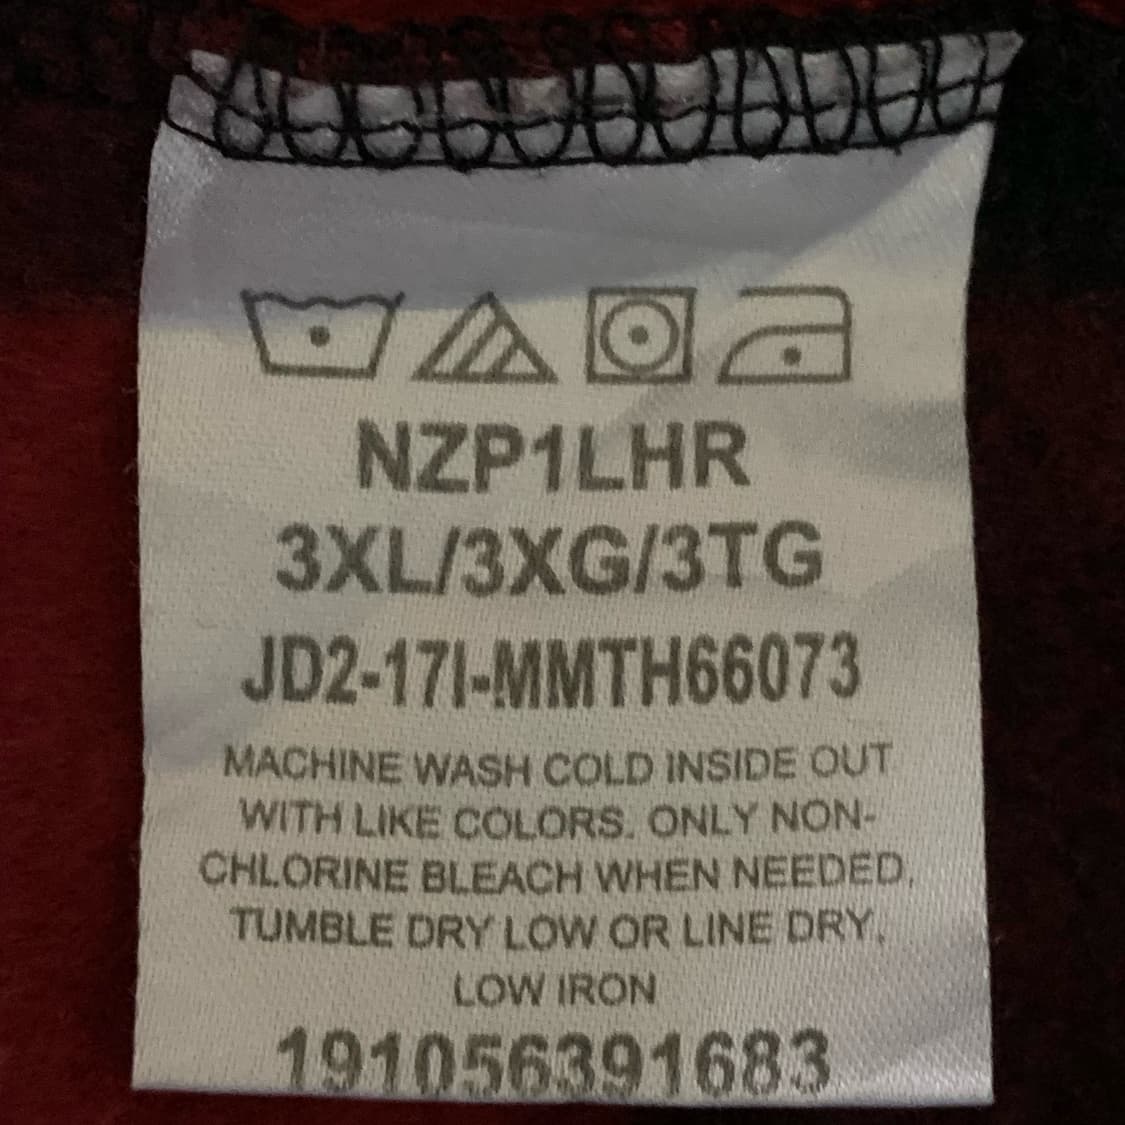 NZP1LHR
3XL/3XG/3TG
JD2-17I-MMTH66073
MACHINE WASH COLD INSIDE OUT
WITH LIKE COLORS. ONLY NON-
CHLORINE BLEACH WHEN NEEDED.
TUMBLE DRY LOW OR LINE DRY.
LOW IRON
191056391683